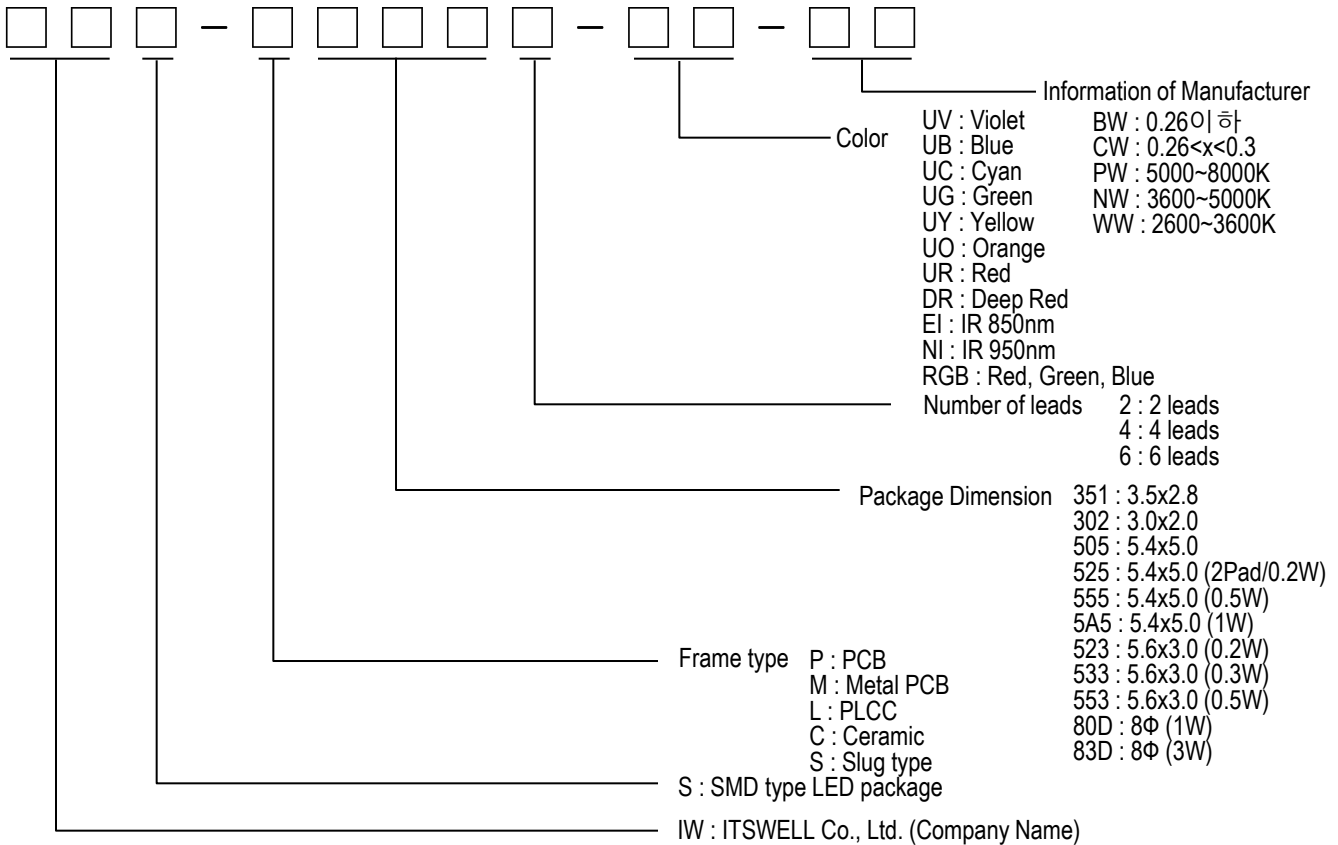 Information of Manufacturer
Color
UV : Violet
UB : Blue
UC : Cyan
UG : Green
UY : Yellow
UO : Orange
UR : Red
DR : Deep Red
EI : IR 850nm
NI : IR 950nm
RGB : Red, Green, Blue
BW : 0.26이하
CW : 0.26<x<0.3
PW : 5000~8000K
NW : 3600~5000K
WW : 2600~3600K
Number of leads
2 : 2 leads
4 : 4 leads
6 : 6 leads
Package Dimension
351 : 3.5x2.8
302 : 3.0x2.0
505 : 5.4x5.0
525 : 5.4x5.0 (2Pad/0.2W)
555 : 5.4x5.0 (0.5W)
5A5 : 5.4x5.0 (1W)
523 : 5.6x3.0 (0.2W)
533 : 5.6x3.0 (0.3W)
553 : 5.6x3.0 (0.5W)
80D : 8Φ (1W)
83D : 8Φ (3W)
Frame type
P : PCB
M : Metal PCB
L : PLCC
C : Ceramic
S : Slug type
S : SMD type LED package
IW : ITSWELL Co., Ltd. (Company Name)